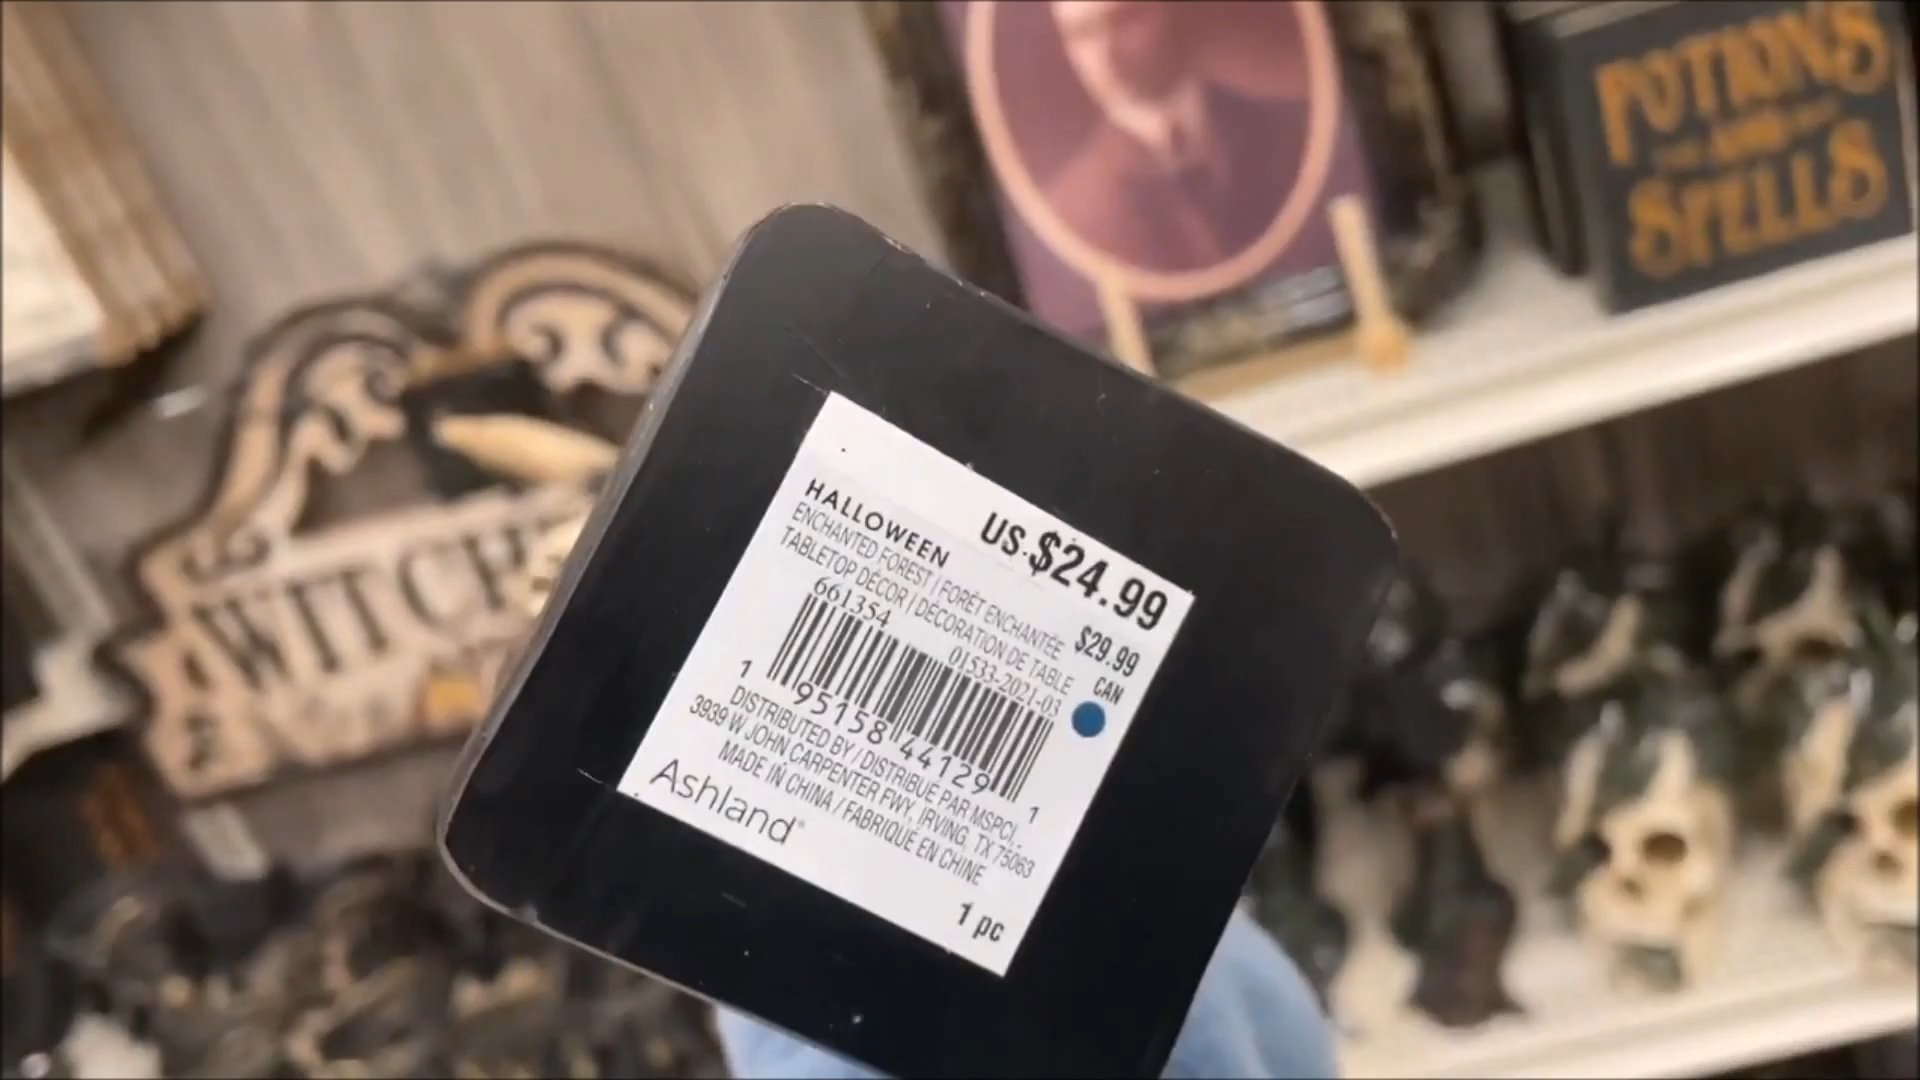 POTIONS
AND
SPELLS
WITCH
US $24.99
HALLOWEEN
ENCHANTED FOREST | FORÊT ENCHANTÉE
$29.99
TABLETOP DÉCOR | DÉCORATION DE TABLE
CAN
661354
01533-2021-03
1 95158 44129 1
DISTRIBUTED BY / DISTRIBUÉ PAR MSPCI,
3939 W JOHN CARPENTER FWY, IRVING, TX 75063
MADE IN CHINA / FABRIQUÉ EN CHINE
Ashland®
1 pc